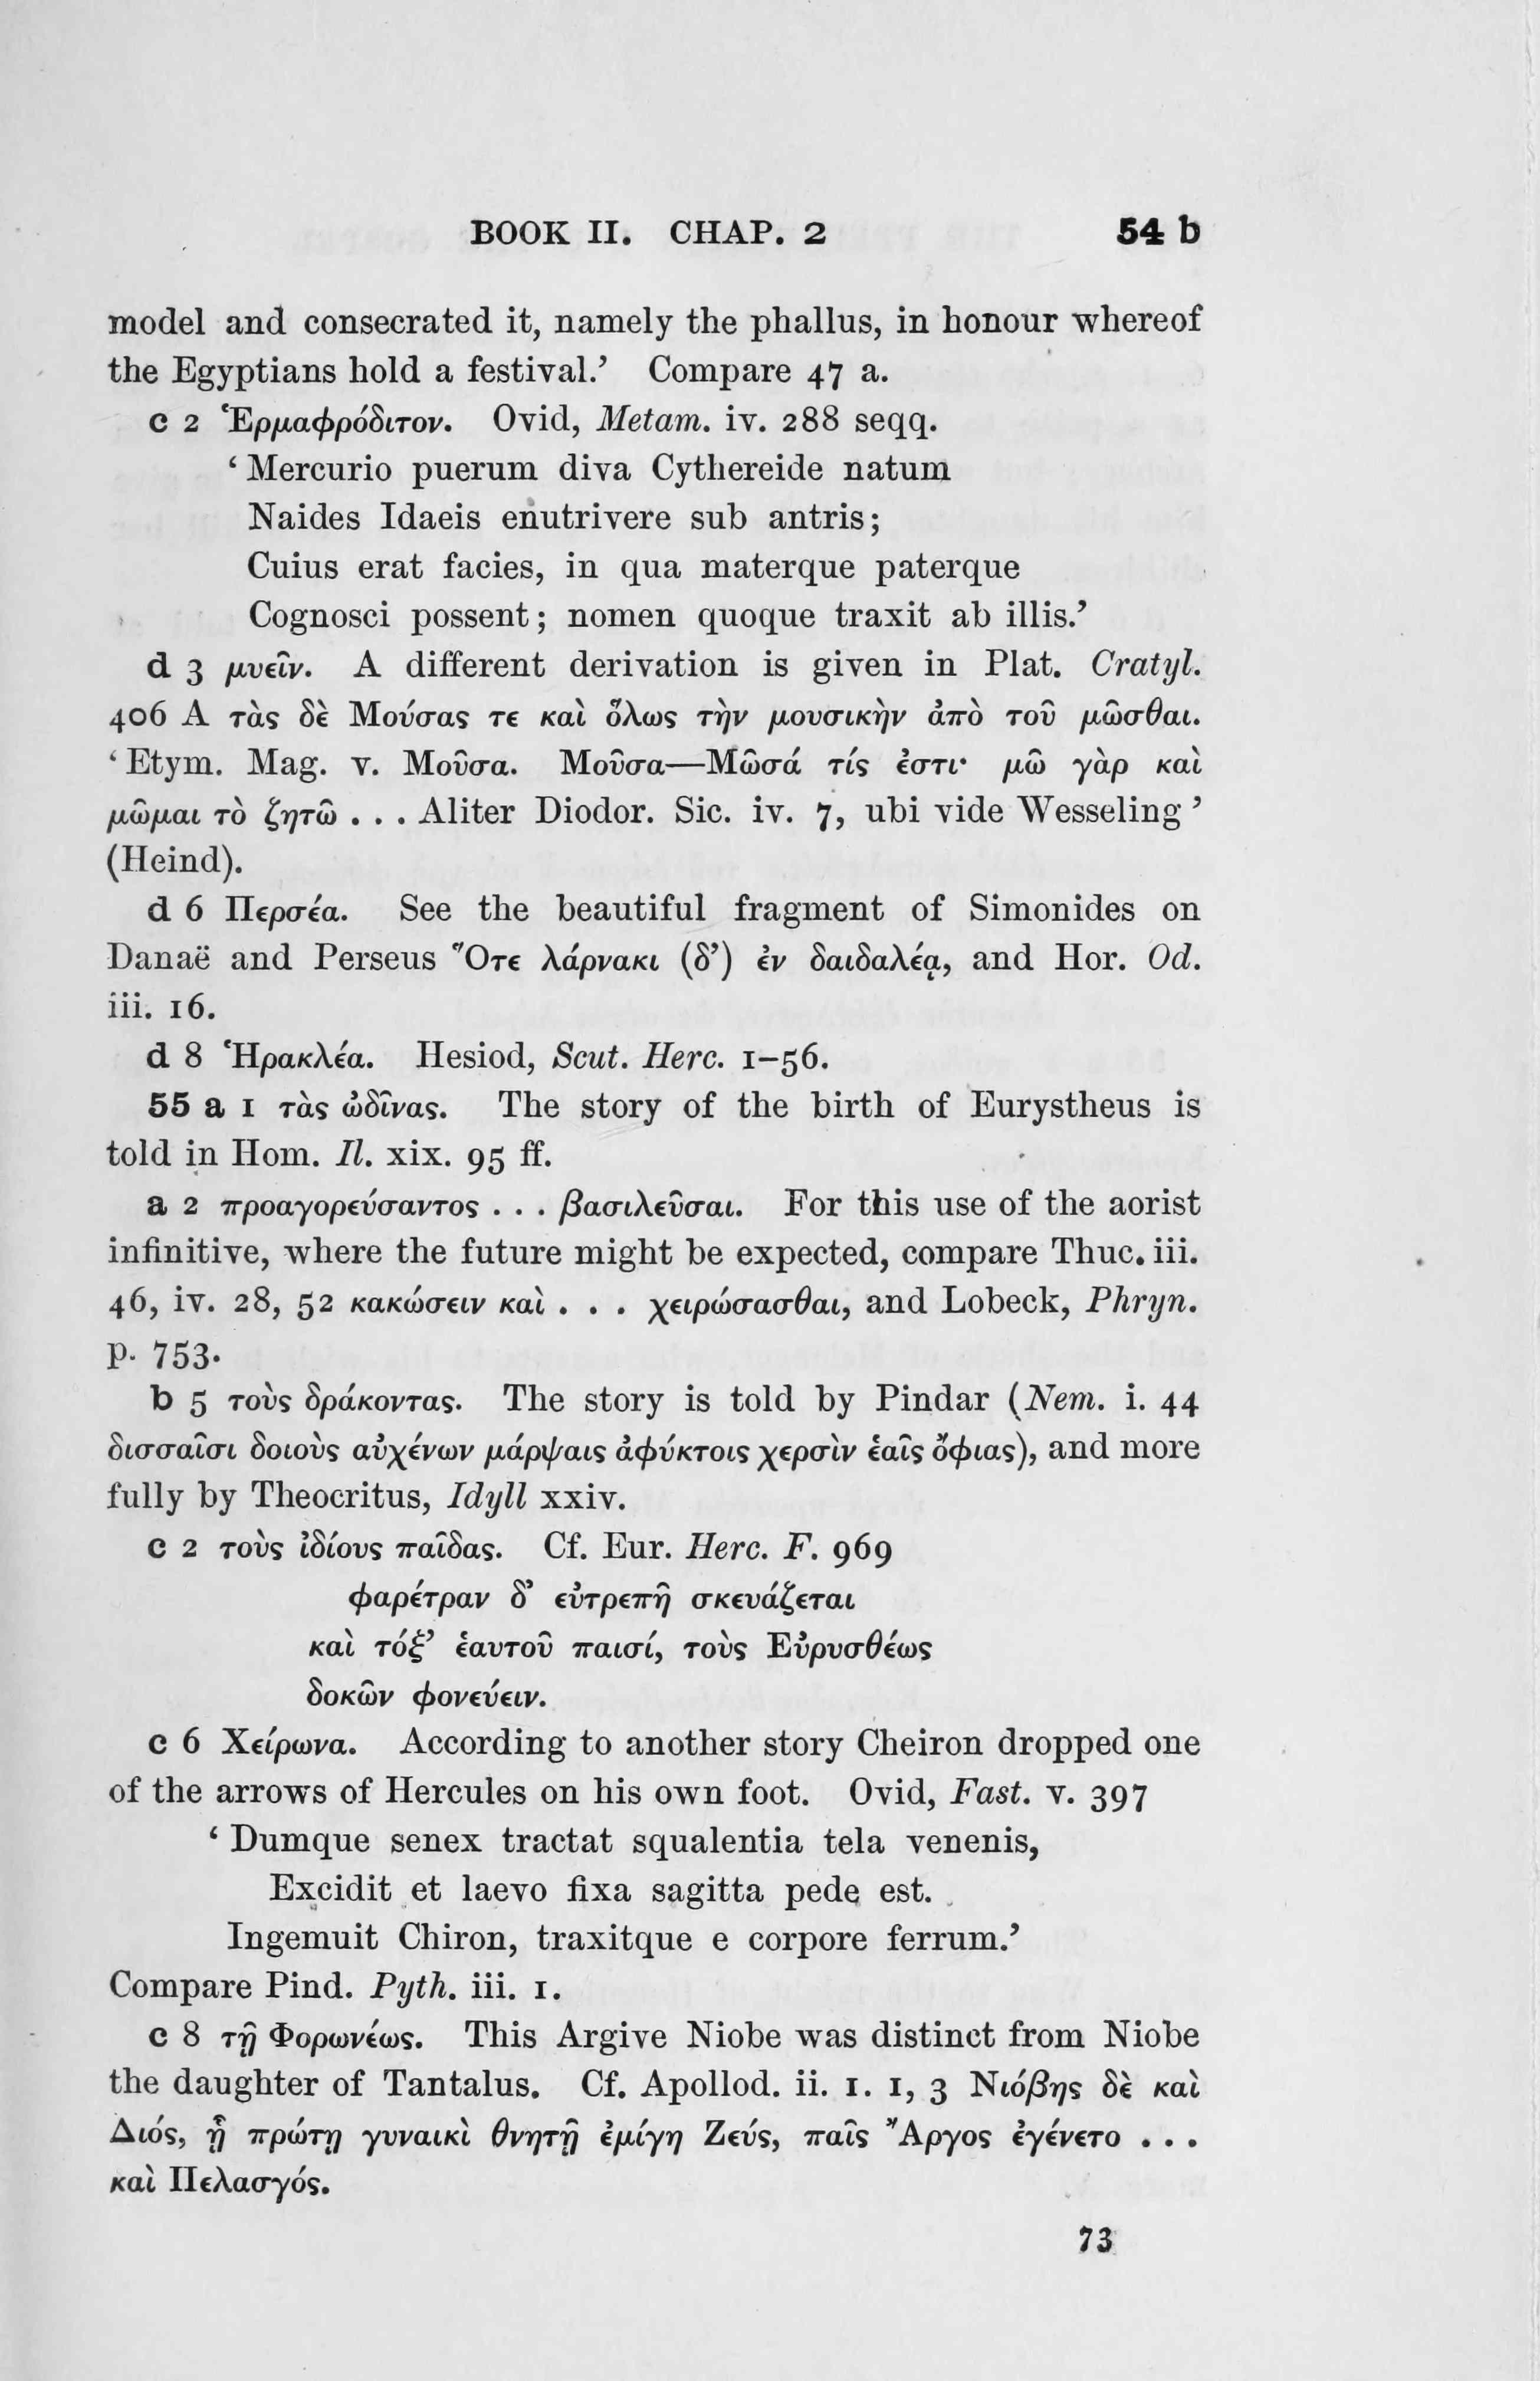 BOOK II. CHAP. 2 54 b
model and consecrated it, namely the phallus, in honour whereof
the Egyptians hold a festival.’ Compare 47 a.
c 2 Ἑρμαφρόδιτον. Ovid, Metam. iv. 288 seqq.
‘Mercurio puerum diva Cythereide natum
Naides Idaeis enutrivere sub antris;
Cuius erat facies, in qua materque paterque
Cognosci possent; nomen quoque traxit ab illis.’
d 3 μυεῖν. A different derivation is given in Plat. Cratyl.
406 A τὰς δὲ Μούσας τε καὶ ὅλως τὴν μουσικὴν ἀπὸ τοῦ μῶσθαι.
‘Etym. Mag. v. Μοῦσα. Μοῦσα—Μῶσά τίς ἐστι· μῶ γὰρ καὶ
μῶμαι τὸ ζητῶ . . . Aliter Diodor. Sic. iv. 7, ubi vide Wesseling’
(Heind).
d 6 Περσέα. See the beautiful fragment of Simonides on
Danaë and Perseus Ὅτε λάρνακι (δ’) ἐν δαιδαλέᾳ, and Hor. Od.
iii. 16.
d 8 Ἡρακλέα. Hesiod, Scut. Herc. 1–56.
55 a 1 τὰς ὠδῖνας. The story of the birth of Eurystheus is
told in Hom. Il. xix. 95 ff.
a 2 προαγορεύσαντος . . . βασιλεῦσαι. For this use of the aorist
infinitive, where the future might be expected, compare Thuc. iii.
46, iv. 28, 52 κακώσειν καὶ . . . χειρώσασθαι, and Lobeck, Phryn.
p. 753.
b 5 τοὺς δράκοντας. The story is told by Pindar (Nem. i. 44
δισσαῖσι δοιοὺς αὐχένων μάρψαις ἀφύκτοις χερσὶν ἑαῖς ὄφιας), and more
fully by Theocritus, Idyll xxiv.
c 2 τοὺς ἰδίους παῖδας. Cf. Eur. Herc. F. 969
φαρέτραν δ’ εὐτρεπῆ σκευάζεται
καὶ τόξ’ ἑαυτοῦ παισί, τοὺς Εὐρυσθέως
δοκῶν φονεύειν.
c 6 Χείρωνα. According to another story Cheiron dropped one
of the arrows of Hercules on his own foot. Ovid, Fast. v. 397
‘Dumque senex tractat squalentia tela venenis,
Excidit et laevo fixa sagitta pede est.
Ingemuit Chiron, traxitque e corpore ferrum.’
Compare Pind. Pyth. iii. 1.
c 8 τῇ Φορωνέως. This Argive Niobe was distinct from Niobe
the daughter of Tantalus. Cf. Apollod. ii. 1. 1, 3 Νιόβης δὲ καὶ
Διός, ᾗ πρώτῃ γυναικὶ θνητῇ ἐμίγη Ζεύς, παῖς Ἄργος ἐγένετο . . .
καὶ Πελασγός.
73